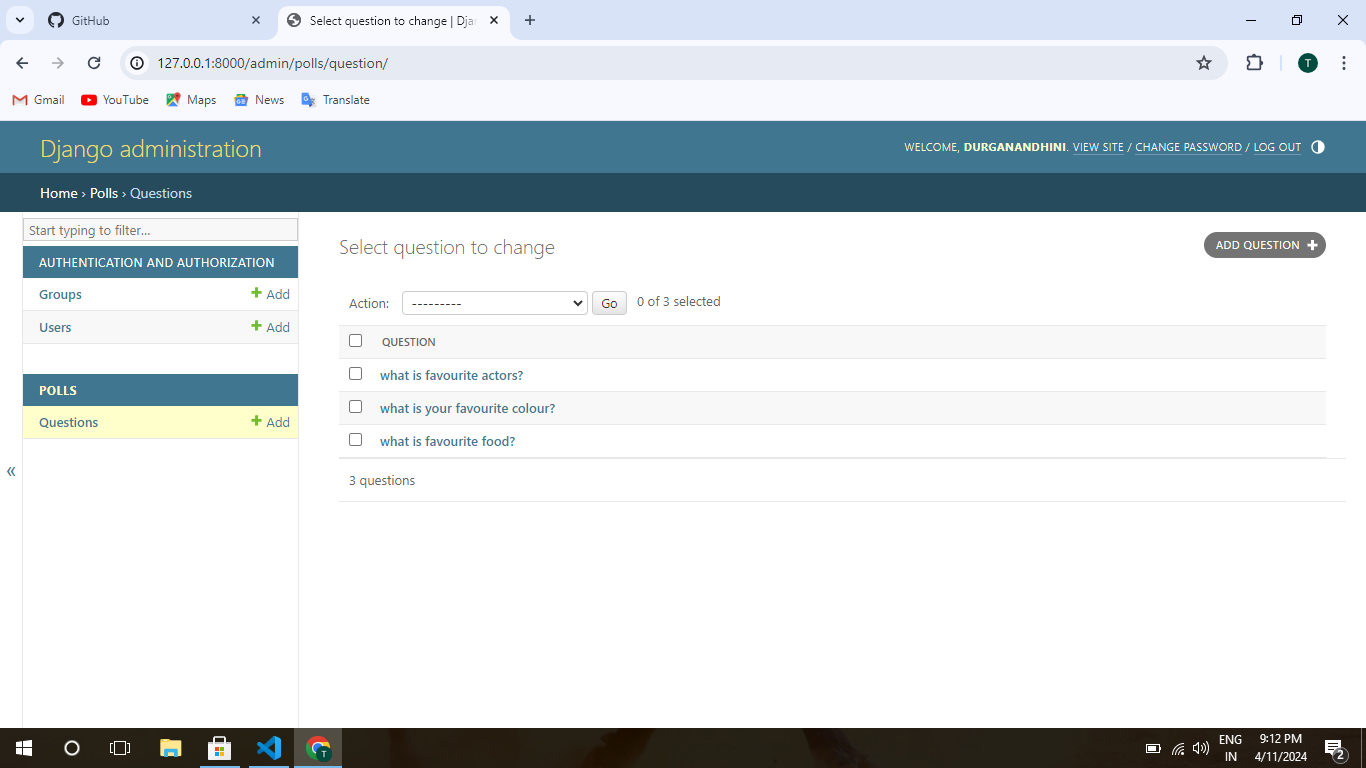 GitHub
Select question to change | Dja
127.0.0.1:8000/admin/polls/question/
T
Gmail YouTube Maps News Translate
Django administration
WELCOME, DURGANANDHINI. VIEW SITE / CHANGE PASSWORD / LOG OUT
Home › Polls › Questions
Start typing to filter...
AUTHENTICATION AND AUTHORIZATION
Groups + Add
Users + Add
POLLS
Questions + Add
«
Select question to change
ADD QUESTION +
Action: --------- Go 0 of 3 selected
QUESTION
what is favourite actors?
what is your favourite colour?
what is favourite food?
3 questions
T
ENG
IN
9:12 PM
4/11/2024
2